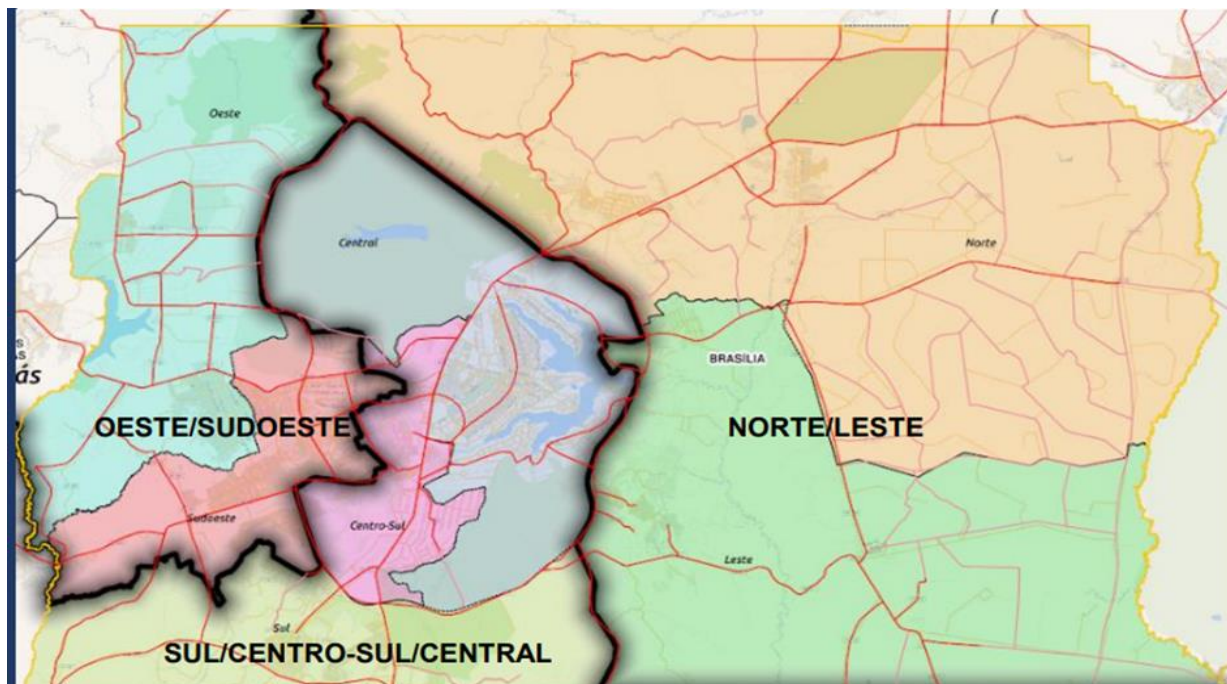 Oeste
Central
Norte
BRASÍLIA
ás
OESTE/SUDOESTE
NORTE/LESTE
Sudoeste
Centro-Sul
Leste
Sul
SUL/CENTRO-SUL/CENTRAL